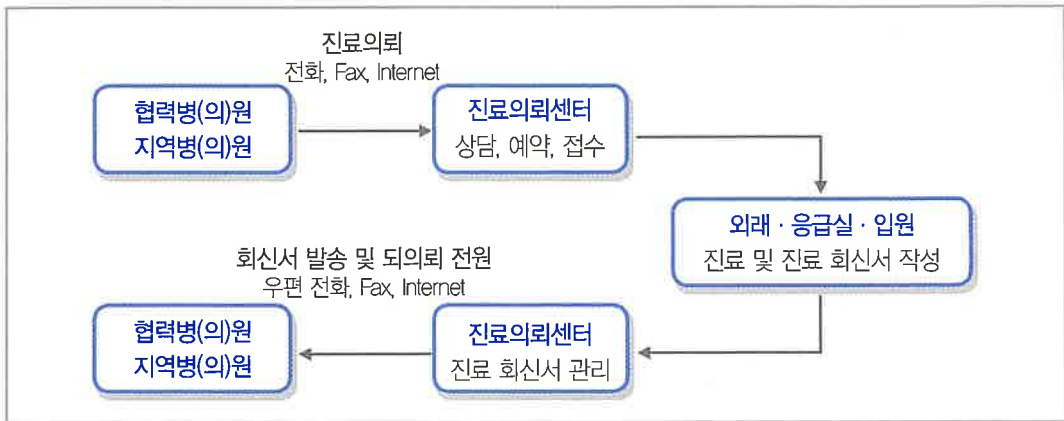 진료의뢰
전화, Fax, Internet
협력병(의)원
지역병(의)원
진료의뢰센터
상담, 예약, 접수
외래 · 응급실 · 입원
진료 및 진료 회신서 작성
회신서 발송 및 되의뢰 전원
우편 전화, Fax, Internet
협력병(의)원
지역병(의)원
진료의뢰센터
진료 회신서 관리